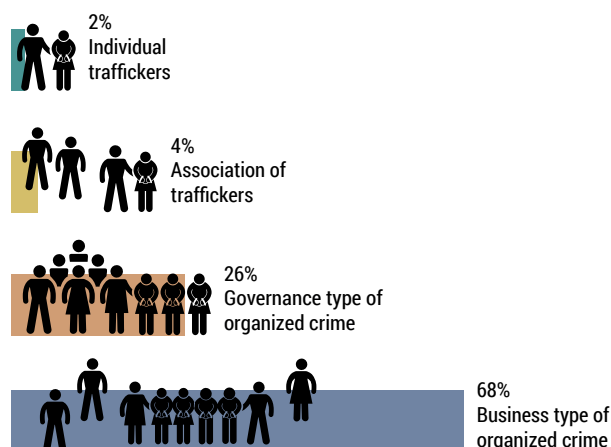 2%
Individual
traffickers
4%
Association of
traffickers
26%
Governance type of
organized crime
68%
Business type of
organized crime